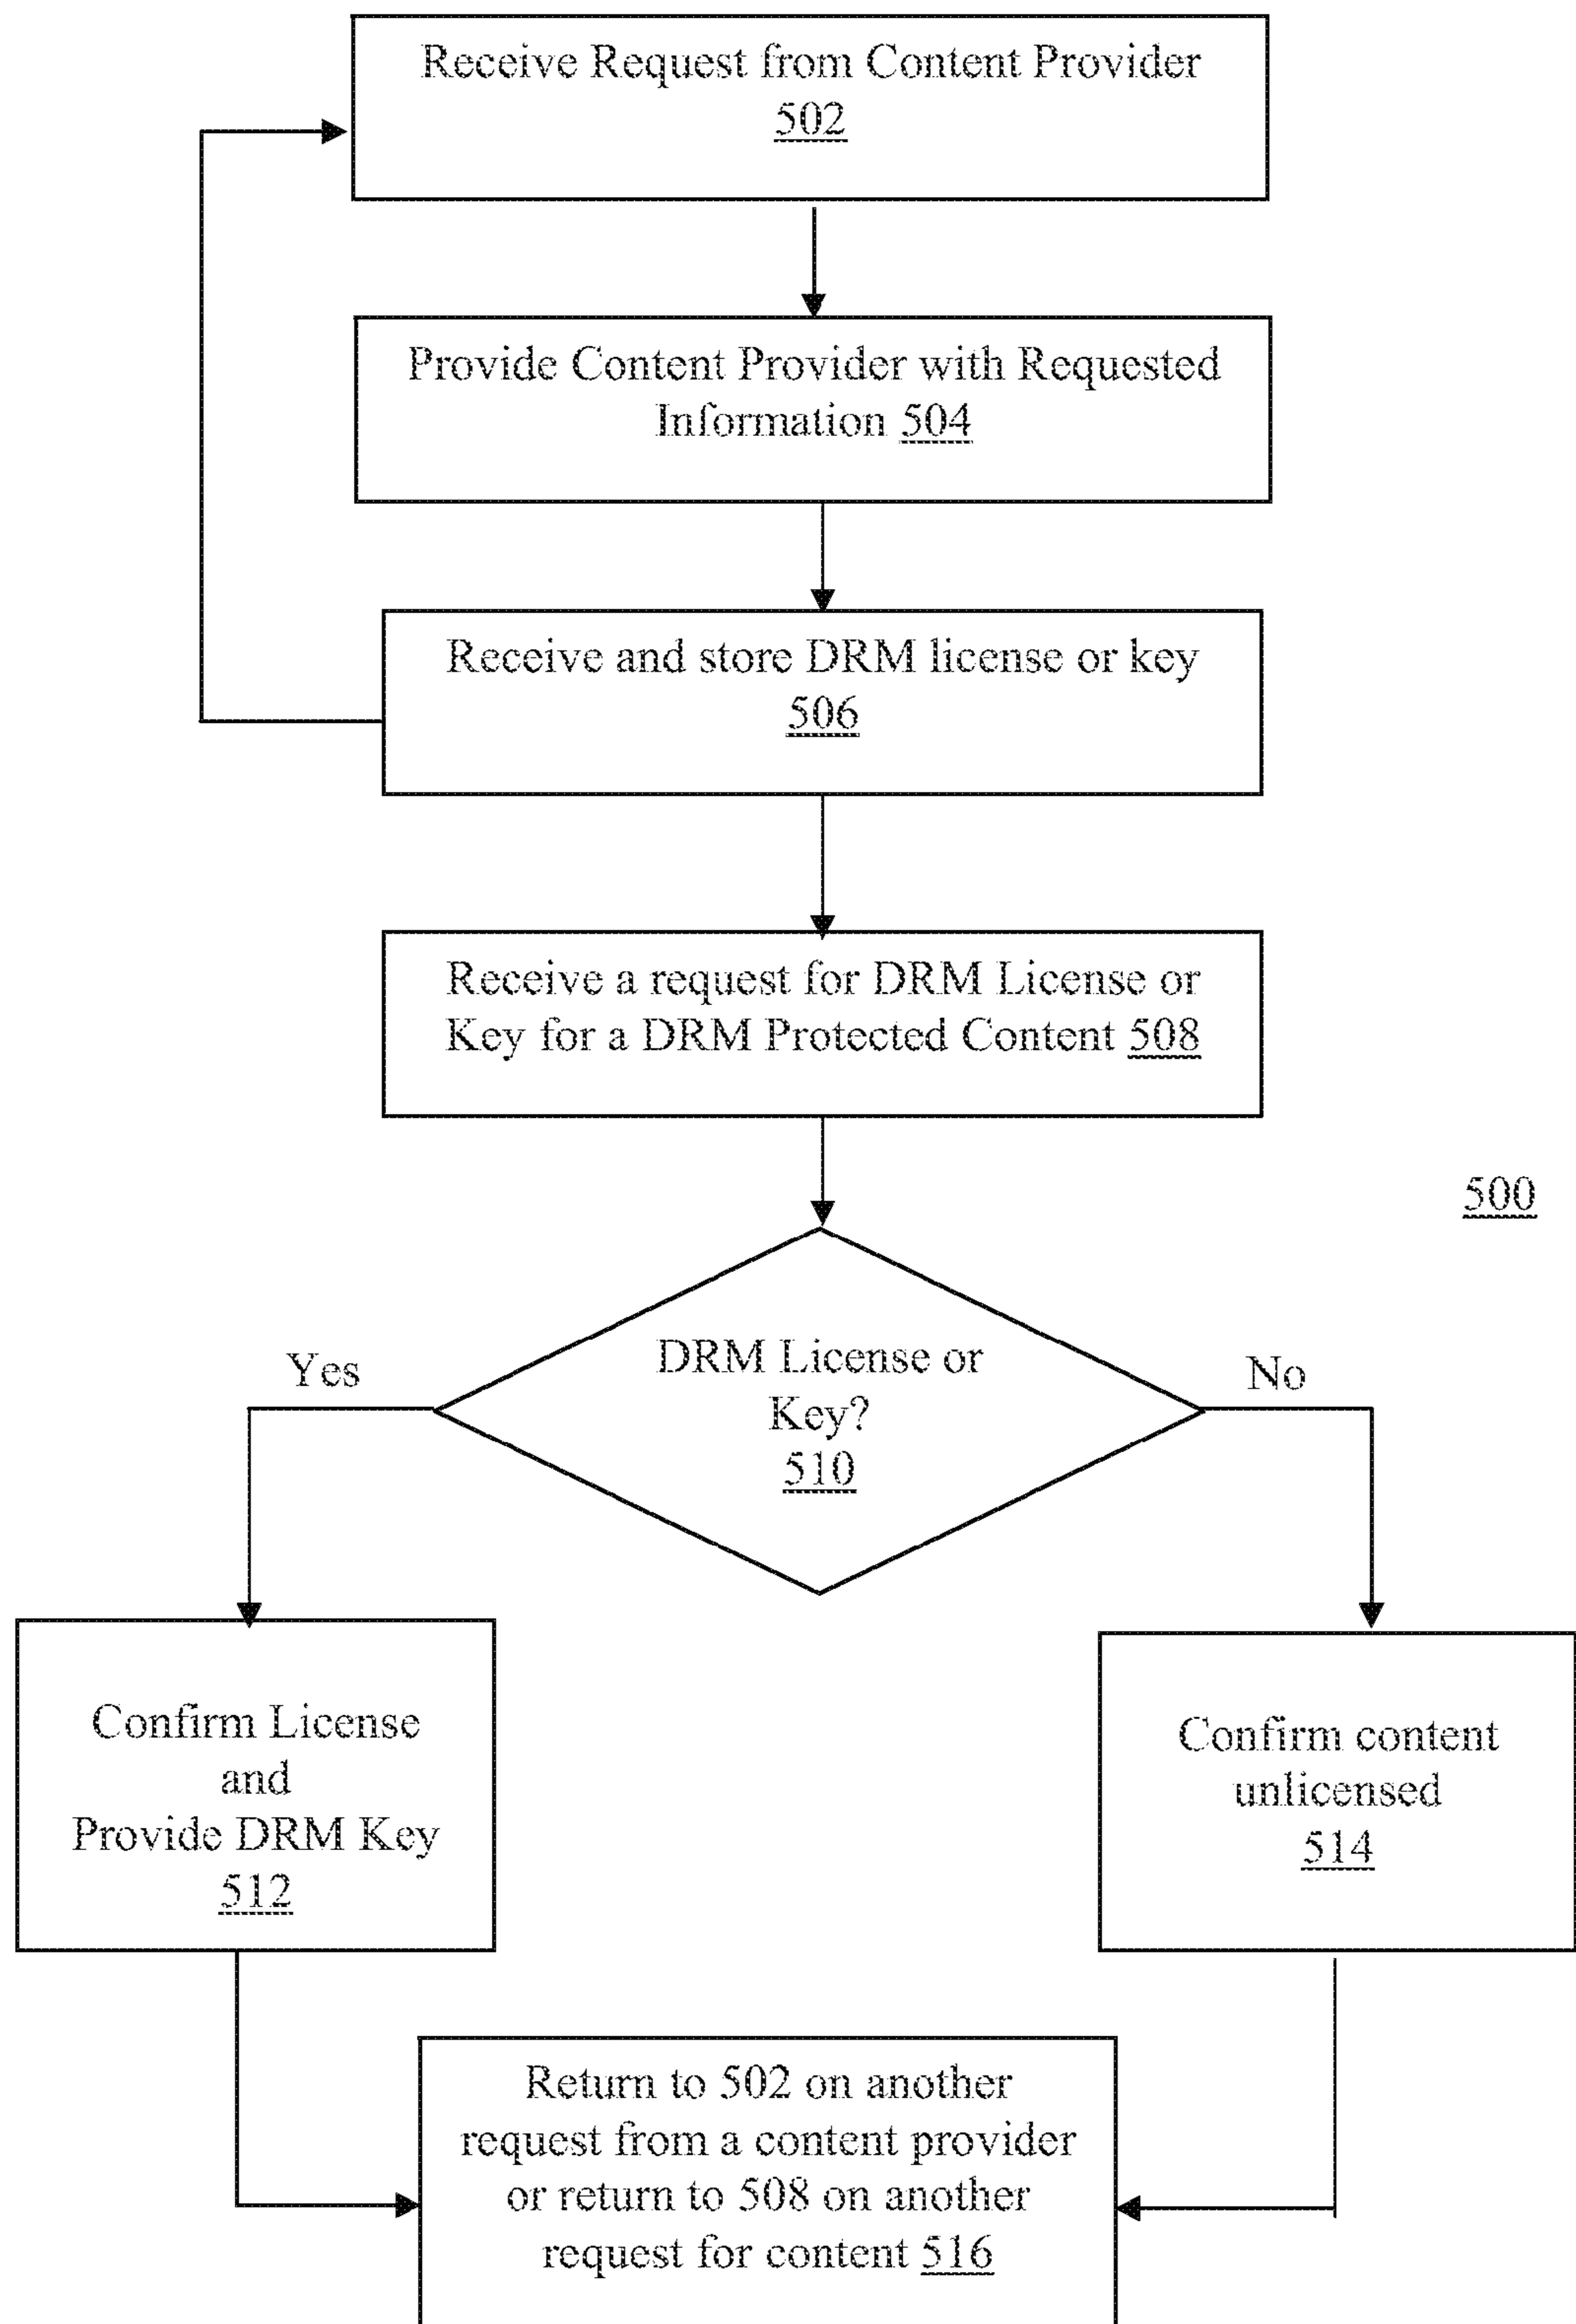 Receive Request from Content Provider
502
Provide Content Provider with Requested
Information 504
Receive and store DRM license or key
506
Receive a request for DRM License or
Key for a DRM Protected Content 508
500
DRM License or
Key?
510
Yes
No
Confirm License
and
Provide DRM Key
512
Confirm content
unlicensed
514
Return to 502 on another
request from a content provider
or return to 508 on another
request for content 516